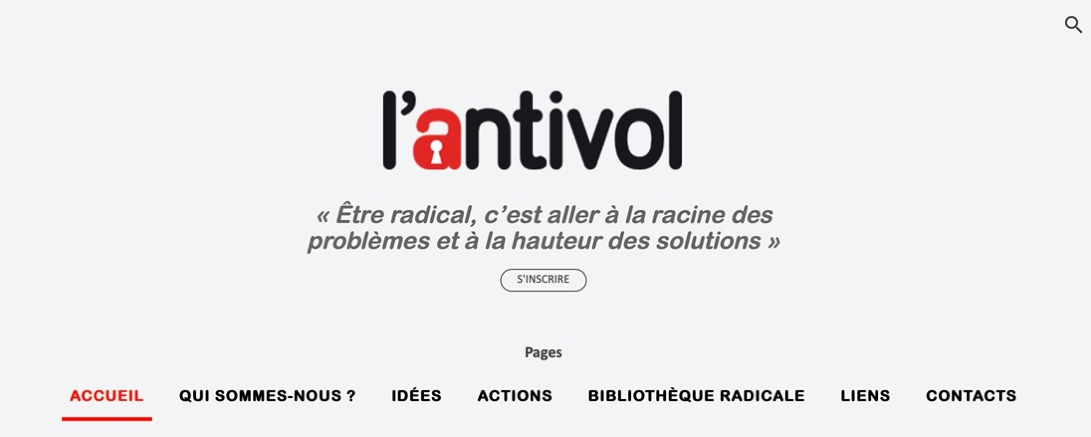 l'antivol
« Être radical, c'est aller à la racine des
problèmes et à la hauteur des solutions »
S'INSCRIRE
Pages
ACCUEIL QUI SOMMES-NOUS ? IDÉES ACTIONS BIBLIOTHÈQUE RADICALE LIENS CONTACTS